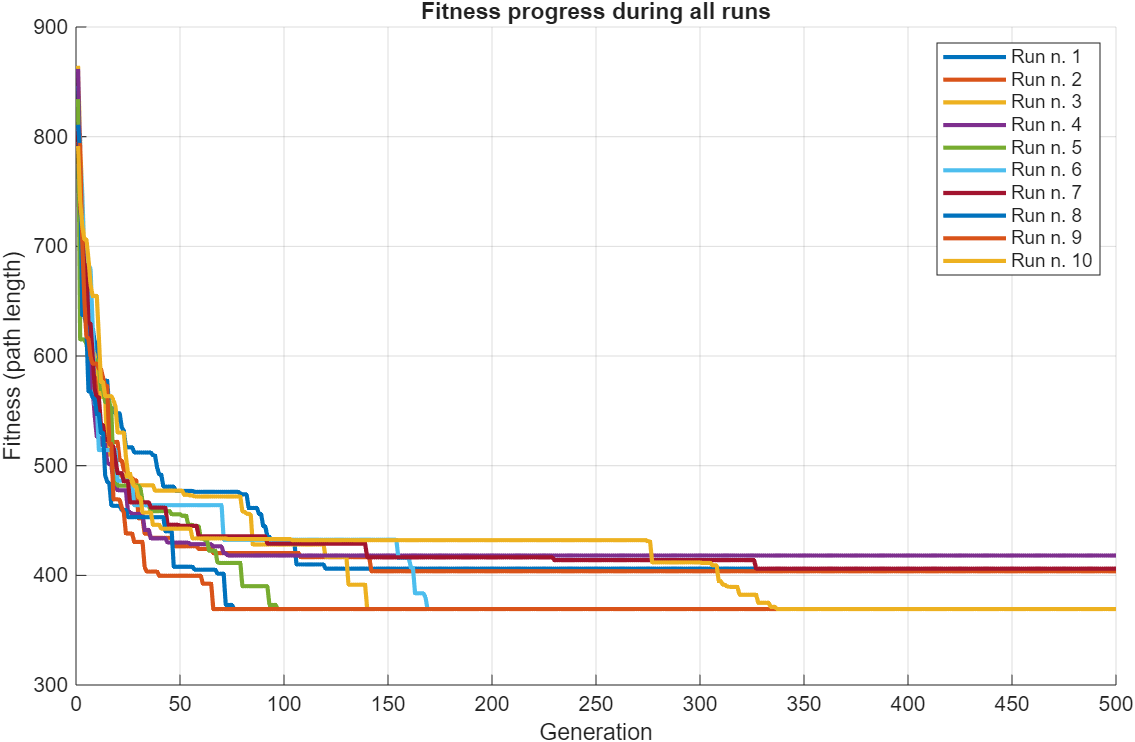 Fitness progress during all runs
900
800
700
600
500
400
300
Fitness (path length)
0 50 100 150 200 250 300 350 400 450 500
Generation
Run n. 1
Run n. 2
Run n. 3
Run n. 4
Run n. 5
Run n. 6
Run n. 7
Run n. 8
Run n. 9
Run n. 10